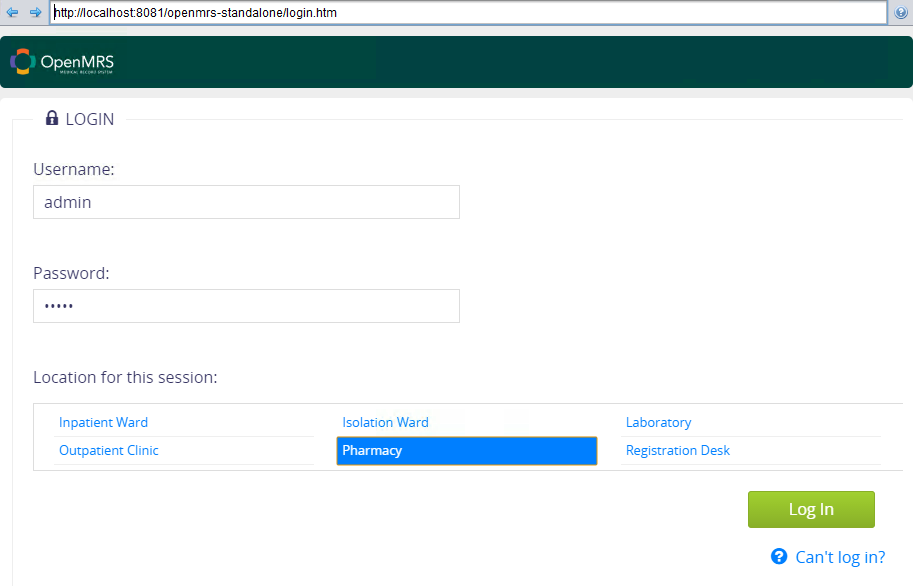 http://localhost:8081/openmrs-standalone/login.htm
OpenMRS
MEDICAL RECORD SYSTEM
LOGIN
Username:
admin
Password:
•••••
Location for this session:
Inpatient Ward Isolation Ward Laboratory
Outpatient Clinic Pharmacy Registration Desk
Log In
? Can't log in?